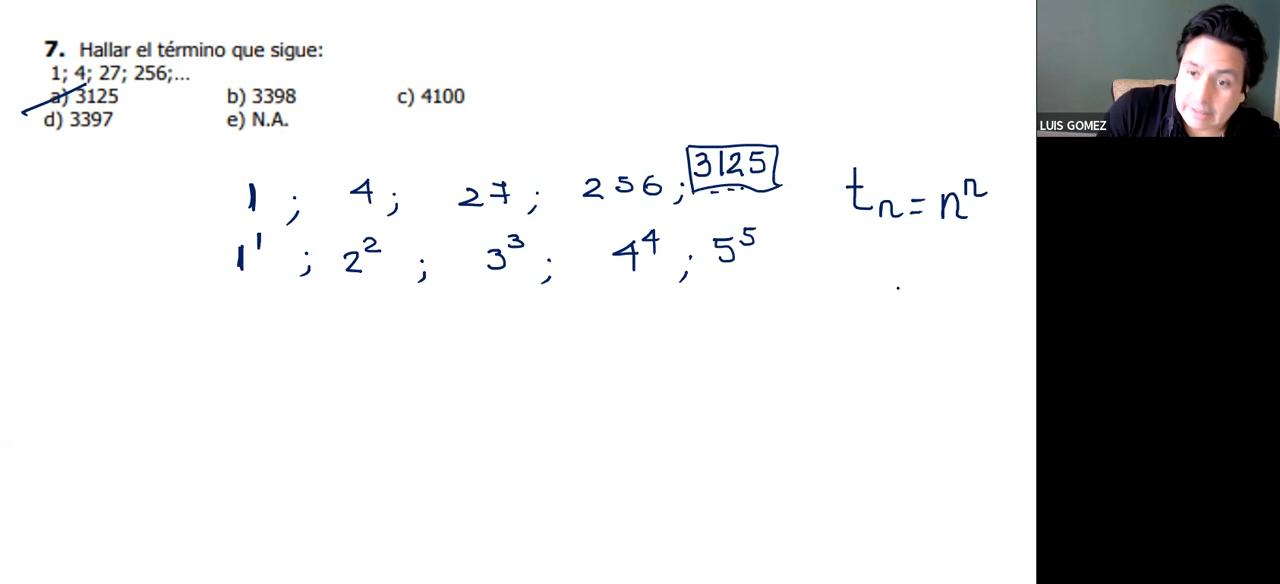 7. Hallar el término que sigue:
1; 4; 27; 256;...
a) 3125 b) 3398 c) 4100
d) 3397 e) N.A.
1 ; 4; 27; 256; 3125 tₙ = nⁿ
1¹ ; 2² ; 3³ ; 4⁴ ; 5⁵
LUIS GOMEZ